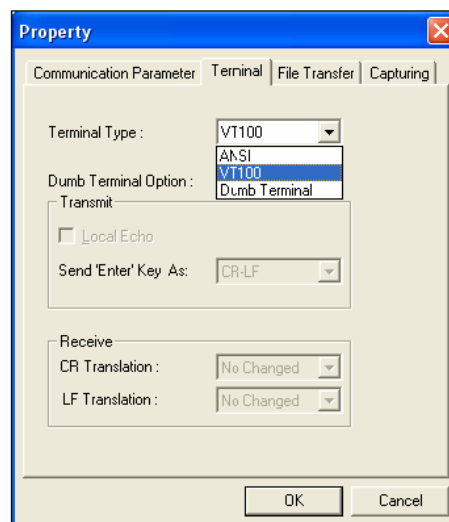 Property
Communication Parameter Terminal File Transfer Capturing
Terminal Type : VT100
ANSI
VT100
Dumb Terminal
Dumb Terminal Option :
Transmit
Local Echo
Send 'Enter' Key As: CR-LF
Receive
CR Translation : No Changed
LF Translation : No Changed
OK Cancel